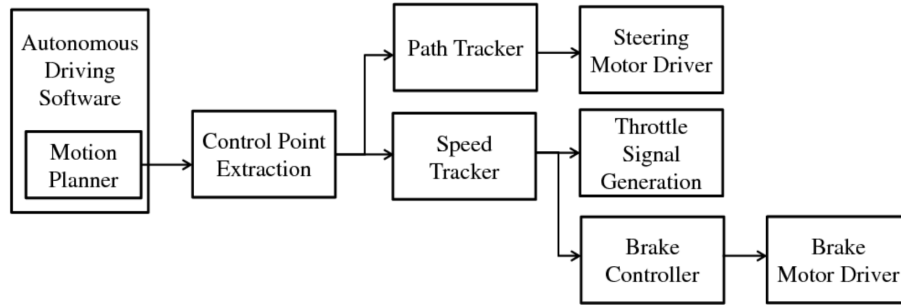 Autonomous
Driving
Software
Motion
Planner
Control Point
Extraction
Path Tracker
Steering
Motor Driver
Speed
Tracker
Throttle
Signal
Generation
Brake
Controller
Brake
Motor Driver